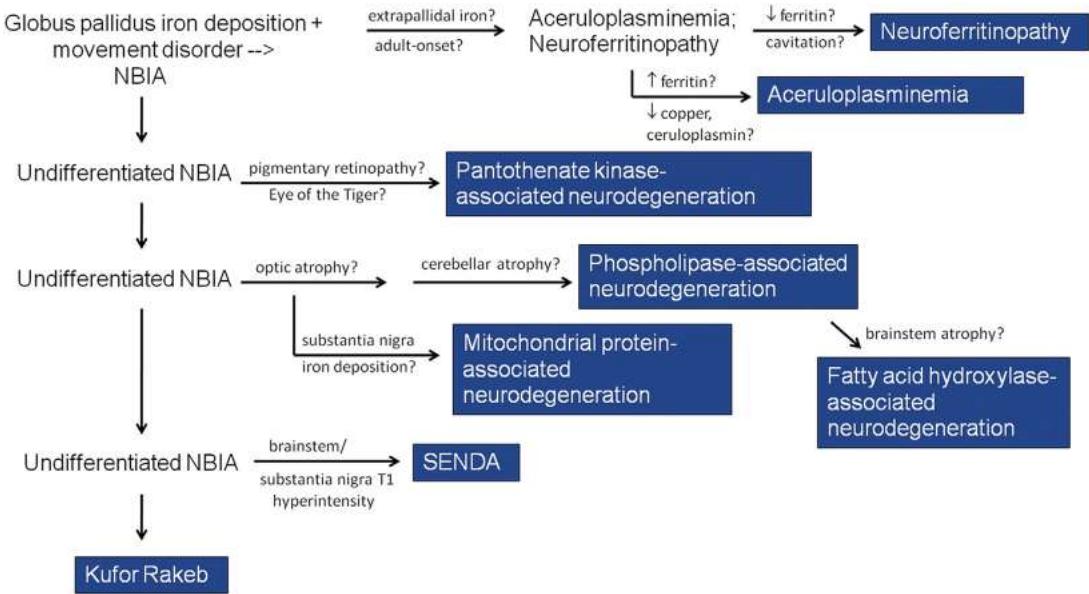 Globus pallidus iron deposition +
movement disorder -->
NBIA
extrapallidal iron?
adult-onset?
Aceruloplasminemia;
Neuroferritinopathy
↓ ferritin?
cavitation?
Neuroferritinopathy
↑ ferritin?
↓ copper,
ceruloplasmin?
Aceruloplasminemia
Undifferentiated NBIA
pigmentary retinopathy?
Eye of the Tiger?
Pantothenate kinase-
associated neurodegeneration
Undifferentiated NBIA
optic atrophy?
cerebellar atrophy?
Phospholipase-associated
neurodegeneration
substantia nigra
iron deposition?
Mitochondrial protein-
associated
neurodegeneration
brainstem atrophy?
Fatty acid hydroxylase-
associated
neurodegeneration
Undifferentiated NBIA
brainstem/
substantia nigra T1
hyperintensity
SENDA
Kufor Rakeb